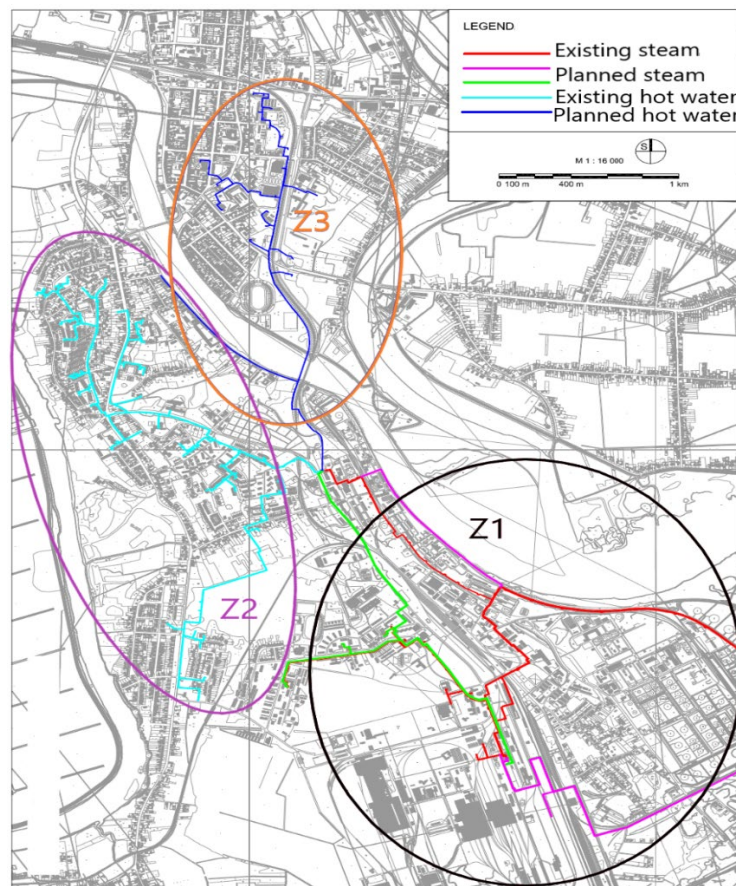 LEGEND
Existing steam
Planned steam
Existing hot water
Planned hot water
S
M 1 : 16 000
0 100 m 400 m 1 km
Z3
Z1
Z2